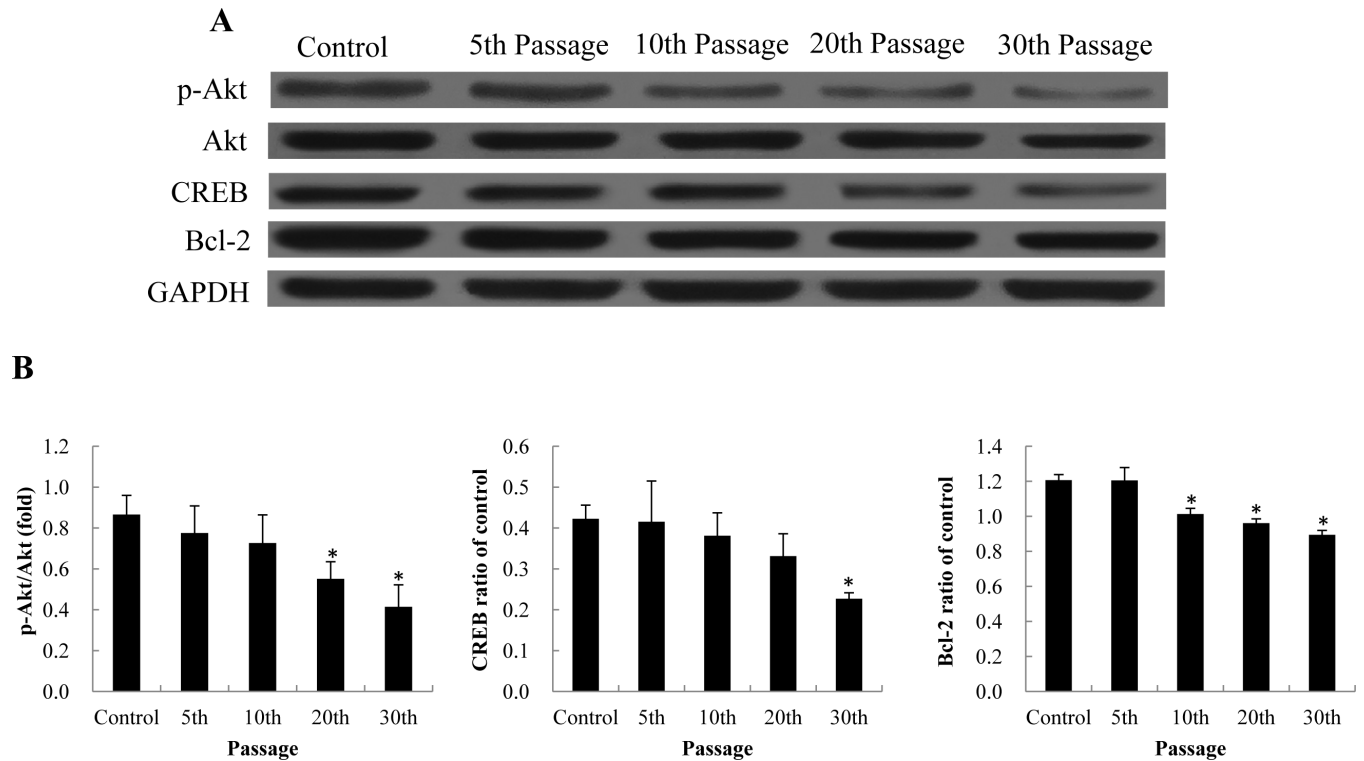 A
Control 5th Passage 10th Passage 20th Passage 30th Passage
p-Akt
Akt
CREB
Bcl-2
GAPDH
B
p-Akt/Akt (fold)
1.2
1.0
0.8
0.6
0.4
0.2
0.0
* *
Control 5th 10th 20th 30th
Passage
CREB ratio of control
0.6
0.5
0.4
0.3
0.2
0.1
0.0
*
Control 5th 10th 20th 30th
Passage
Bcl-2 ratio of control
1.4
1.2
1.0
0.8
0.6
0.4
0.2
0.0
* * *
Control 5th 10th 20th 30th
Passage